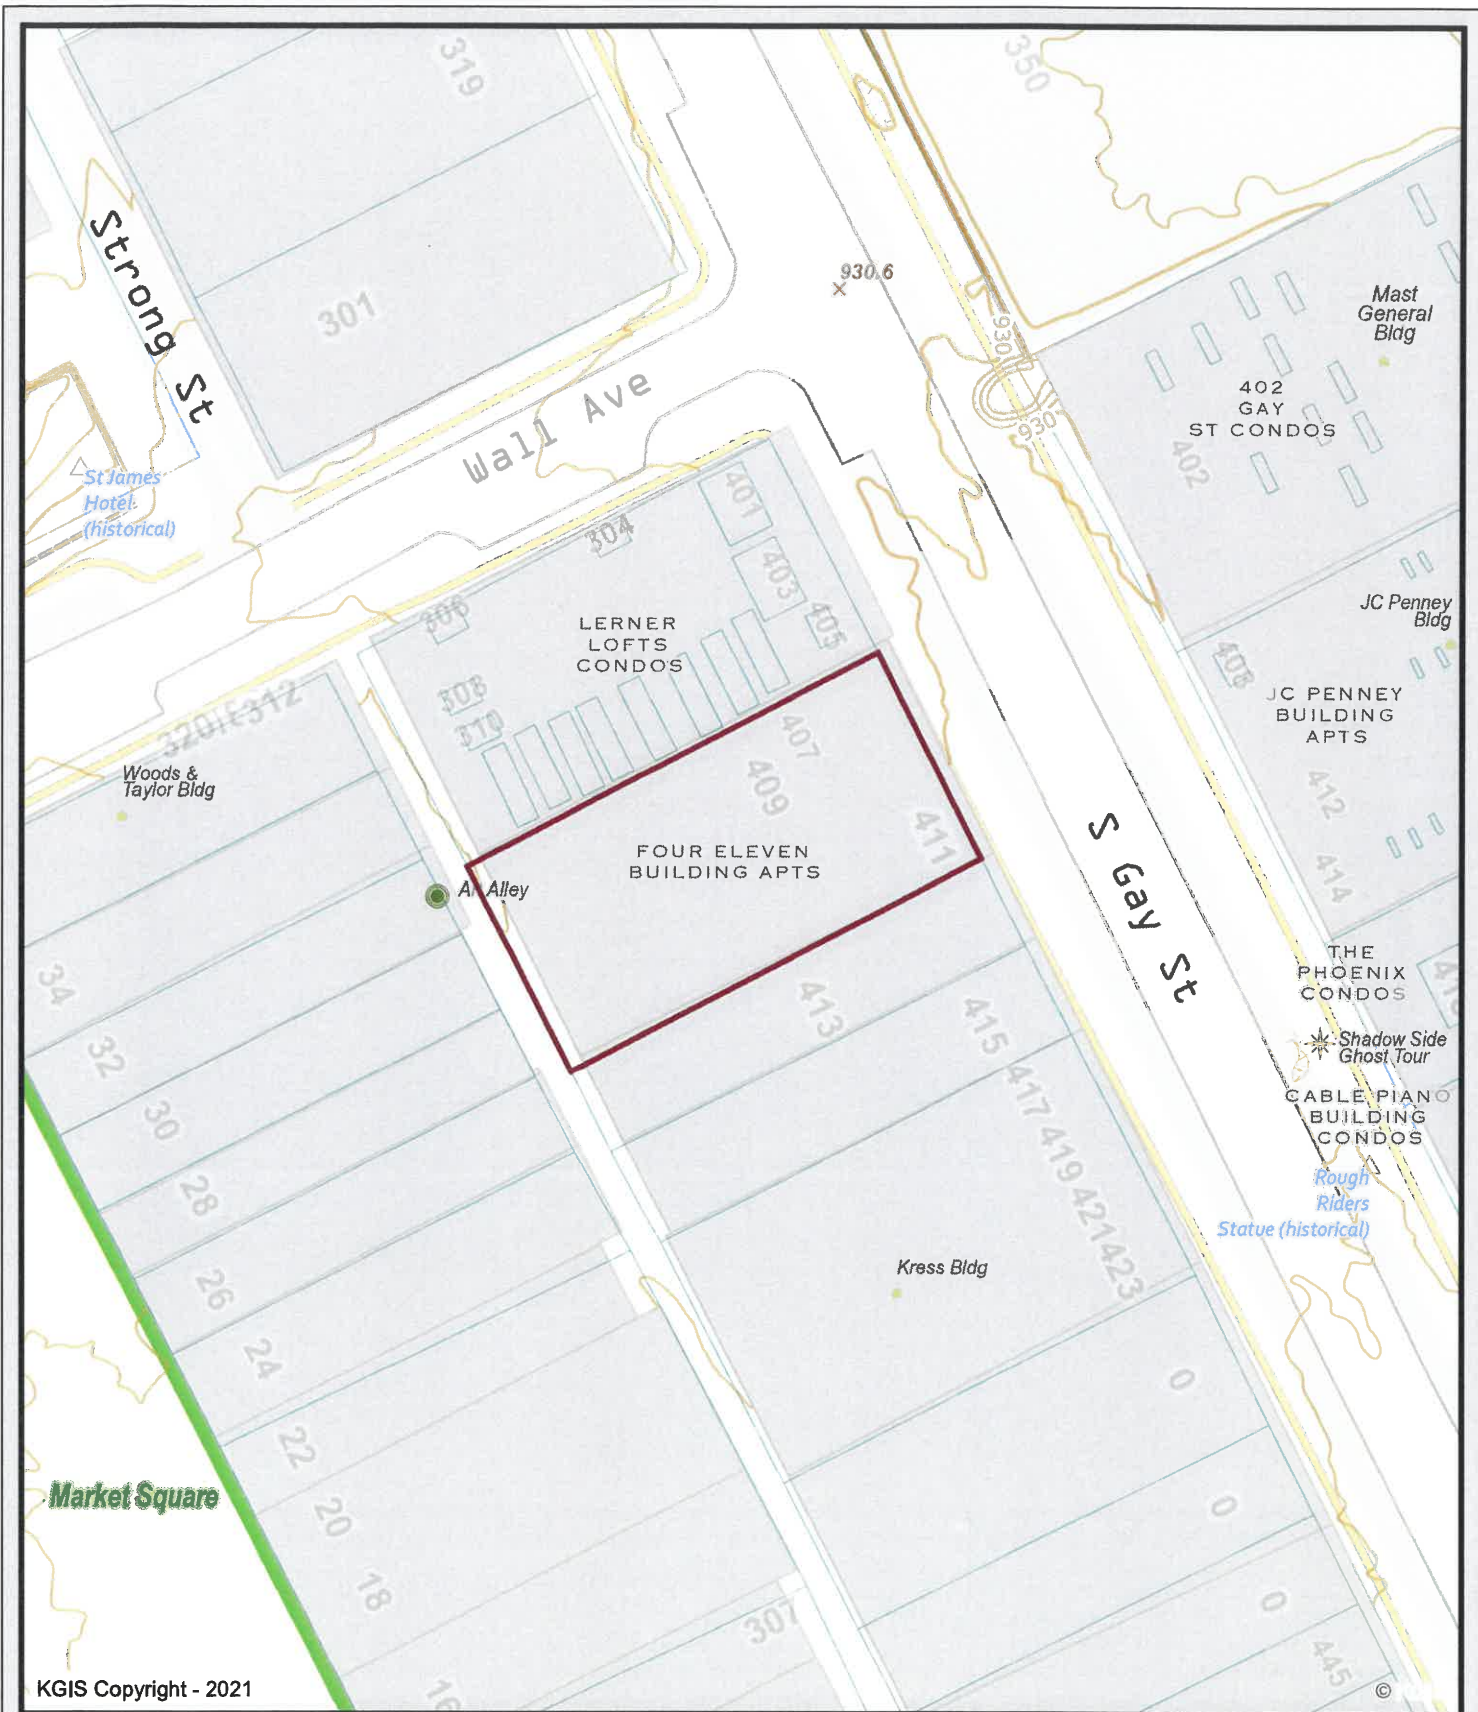 319
350
Strong St
301
930.6
Mast
General
Bldg
930
930
Wall Ave
402
GAY
ST CONDOS
402
St James
Hotel
(historical)
401
304
403
405
306
LERNER
LOFTS
CONDOS
JC Penney
Bldg
408
308
310
JC PENNEY
BUILDING
APTS
312
Woods &
Taylor Bldg
407
409
411
412
414
FOUR ELEVEN
BUILDING APTS
Alley
S Gay St
THE
PHOENIX
CONDOS
34
413
415
Shadow Side
Ghost Tour
32
417
CABLE PIANO
BUILDING
CONDOS
30
419
28
421
Rough
Riders
Statue (historical)
26
423
Kress Bldg
24
0
22
Market Square
20
0
18
0
307
445
16
KGIS Copyright - 2021
©